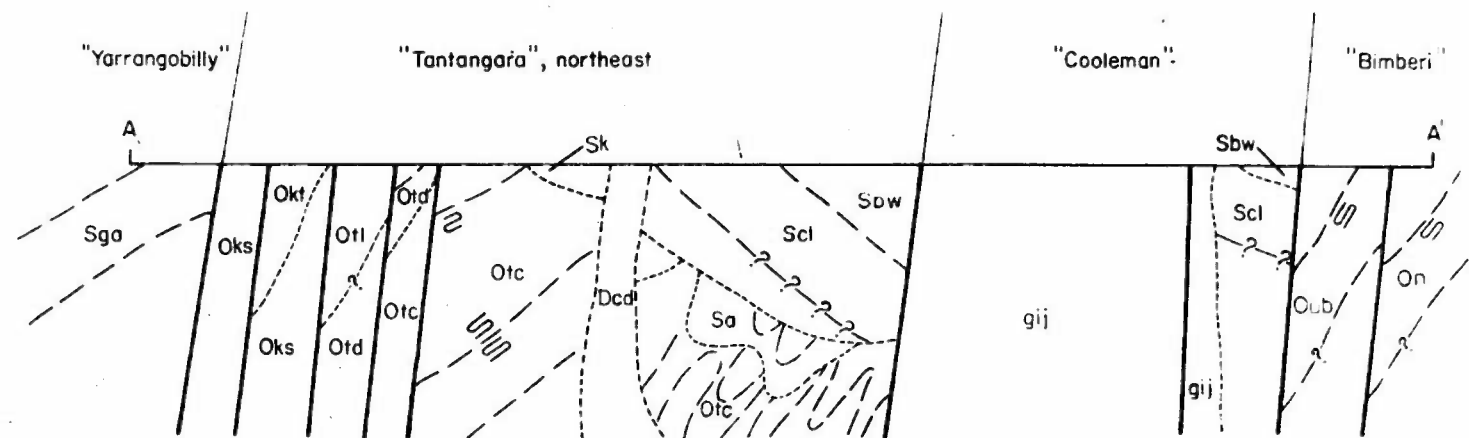 "Yarrangobilly" "Tantangara", northeast "Cooleman" "Bimberi"
A A'
Sk Sbw
Okt Otd
Sga Oks Otl Scl Sbw Scl
Otc
Dcd Otc Sa gij Oub On
Oks Otd gij
Otc
? ? ? ? ? ? ? ? ?